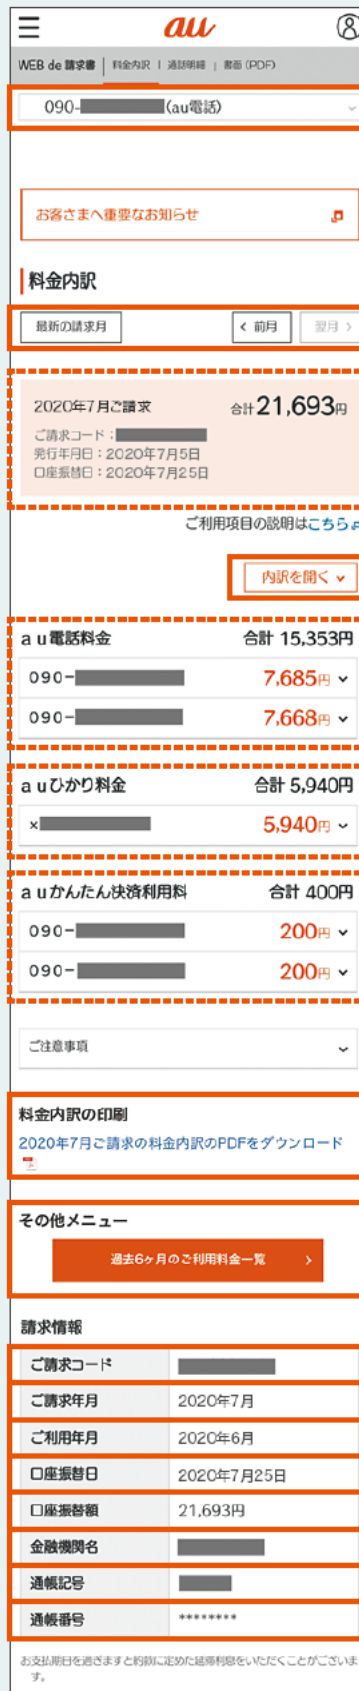 au
WEB de 請求書 | 料金内訳 | 通話明細 | 書面 (PDF)
090- (au電話)
お客さまへ重要なお知らせ
料金内訳
最新の請求月 < 前月 翌月 >
2020年7月ご請求 合計21,693円
ご請求コード：
発行年月日：2020年7月5日
口座振替日：2020年7月25日
ご利用項目の説明はこちら
内訳を開く
au電話料金 合計 15,353円
090- 7,685円
090- 7,668円
auひかり料金 合計 5,940円
× 5,940円
auかんたん決済利用料 合計 400円
090- 200円
090- 200円
ご注意事項
料金内訳の印刷
2020年7月ご請求の料金内訳のPDFをダウンロード
その他メニュー
過去6ヶ月のご利用料金一覧 >
請求情報
ご請求コード
ご請求年月 2020年7月
ご利用年月 2020年6月
口座振替日 2020年7月25日
口座振替額 21,693円
金融機関名
通帳記号
通帳番号 ********
お支払期日を過ぎますと約款に定めた延滞利息をいただくことがございま
す。